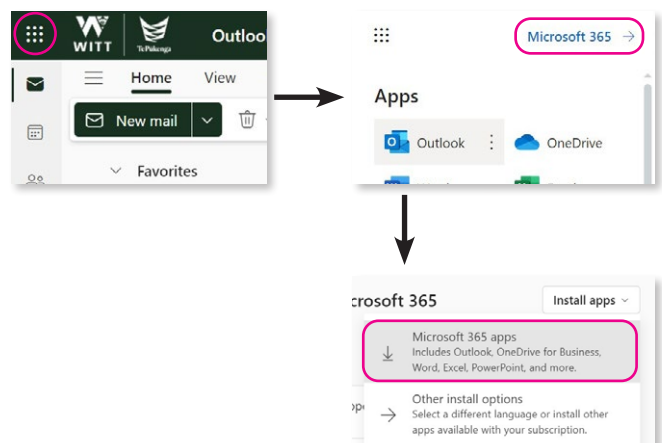 WITT
Te Pūkenga
Outloo
Home View
New mail
Favorites
Microsoft 365 →
Apps
Outlook
OneDrive
crosoft 365
Install apps
Microsoft 365 apps
Includes Outlook, OneDrive for Business,
Word, Excel, PowerPoint, and more.
Other install options
Select a different language or install other
apps available with your subscription.